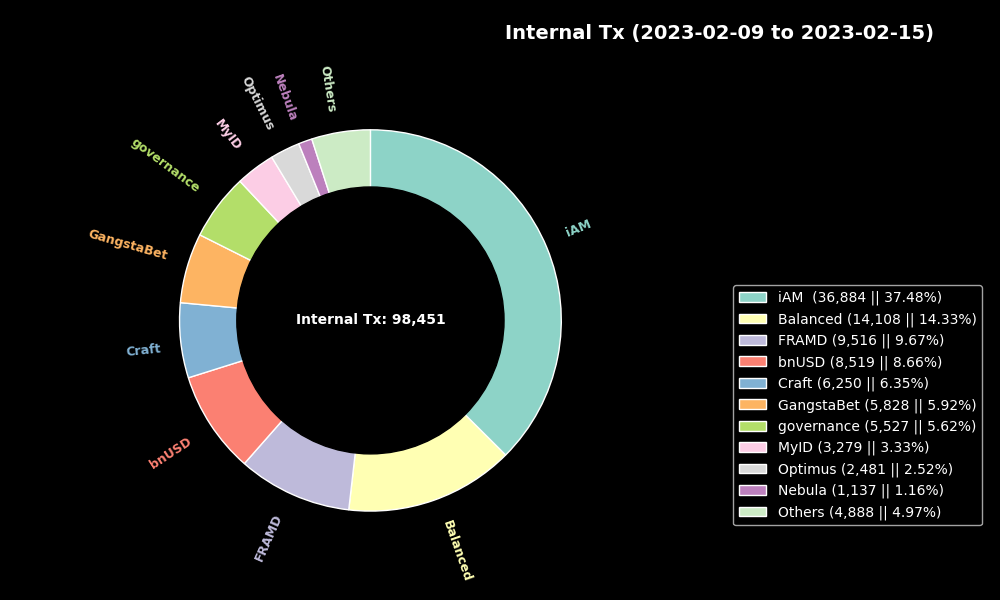 Internal Tx (2023-02-09 to 2023-02-15)
Others
Nebula
Optimus
MyID
governance
GangstaBet
Craft
bnUSD
FRAMD
Balanced
iAM
Internal Tx: 98,451
iAM  (36,884 || 37.48%)
Balanced (14,108 || 14.33%)
FRAMD (9,516 || 9.67%)
bnUSD (8,519 || 8.66%)
Craft (6,250 || 6.35%)
GangstaBet (5,828 || 5.92%)
governance (5,527 || 5.62%)
MyID (3,279 || 3.33%)
Optimus (2,481 || 2.52%)
Nebula (1,137 || 1.16%)
Others (4,888 || 4.97%)